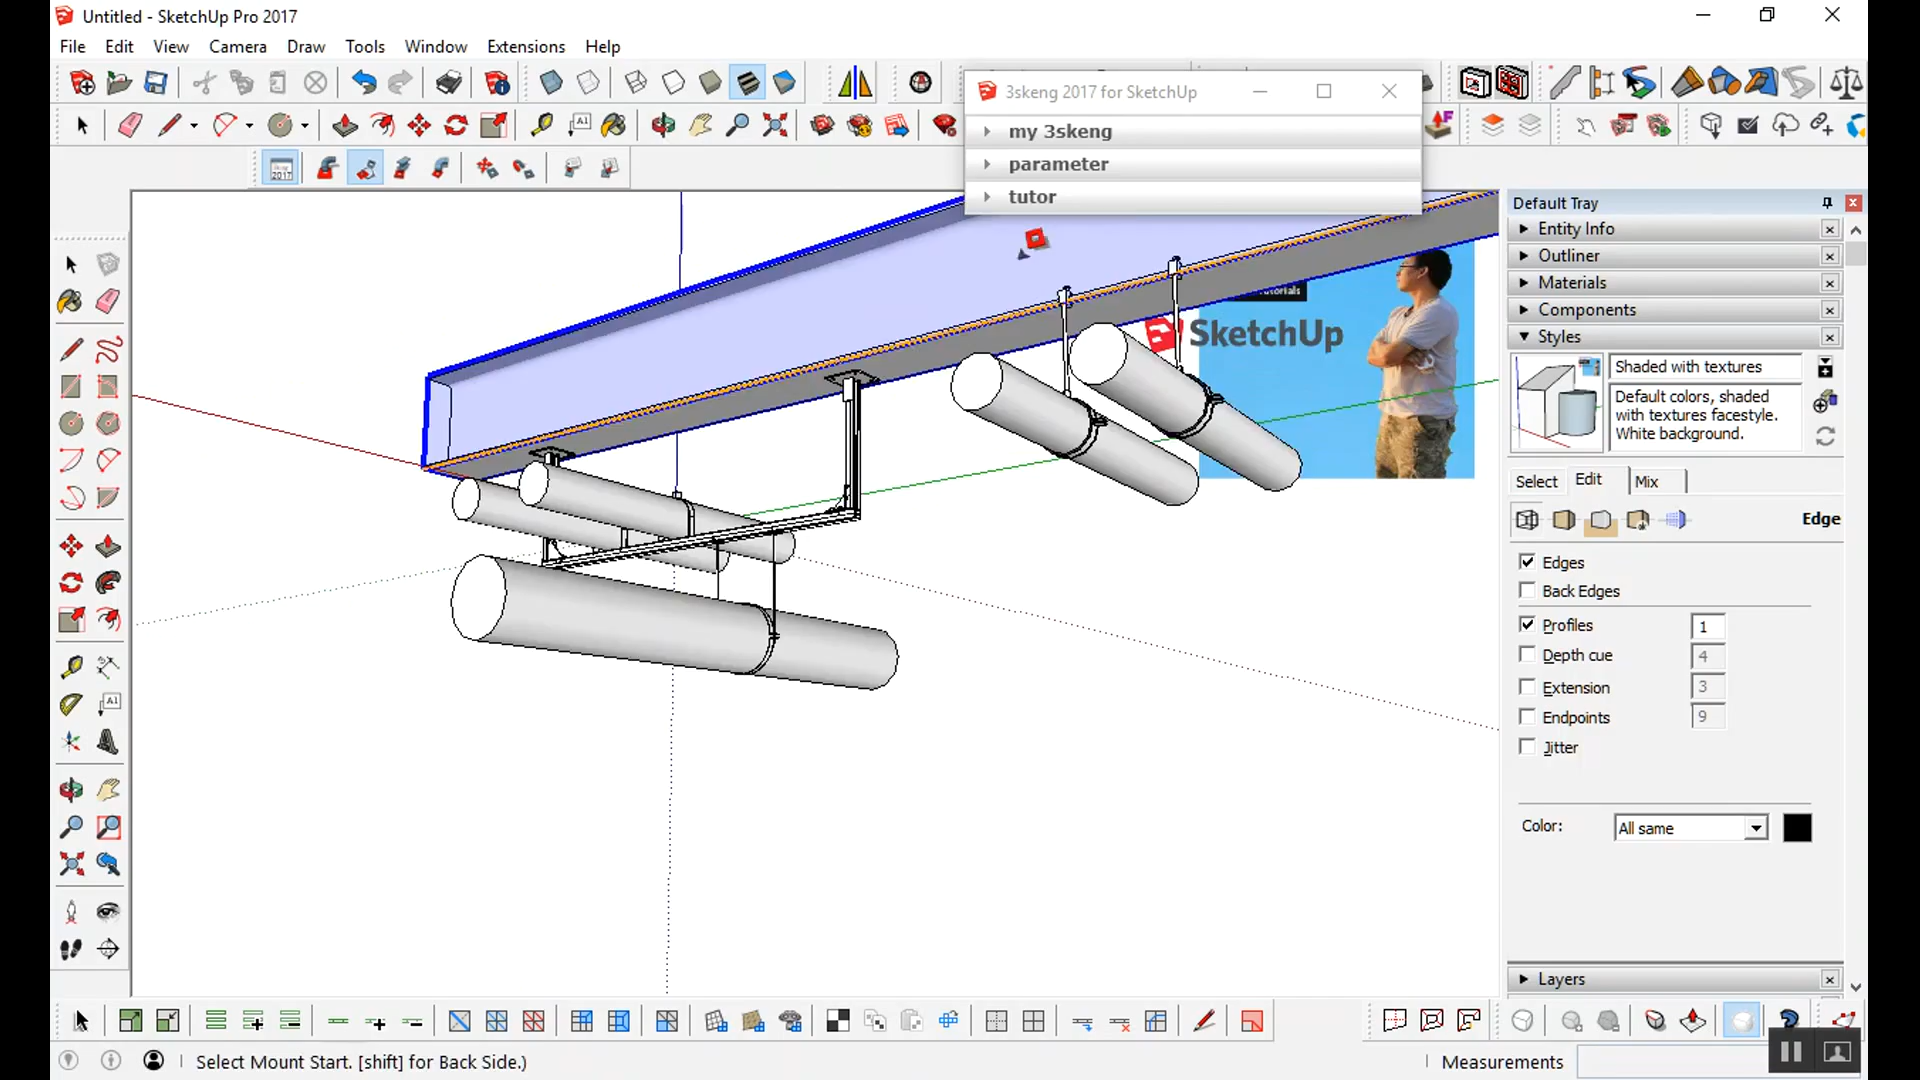 Untitled - SketchUp Pro 2017
File Edit View Camera Draw Tools Window Extensions Help
3skeng 2017 for SketchUp
my 3skeng
parameter
tutor
A1
F
2017
SketchUp
Default Tray
Entity Info
Outliner
Materials
Components
Styles
Shaded with textures
Default colors, shaded
with textures facestyle.
White background.
Select Edit Mix
Edge
Edges
Back Edges
Profiles 1
Depth cue 4
Extension 3
Endpoints 9
Jitter
Color: All same
A1
Layers
Select Mount Start. [shift] for Back Side.)
Measurements